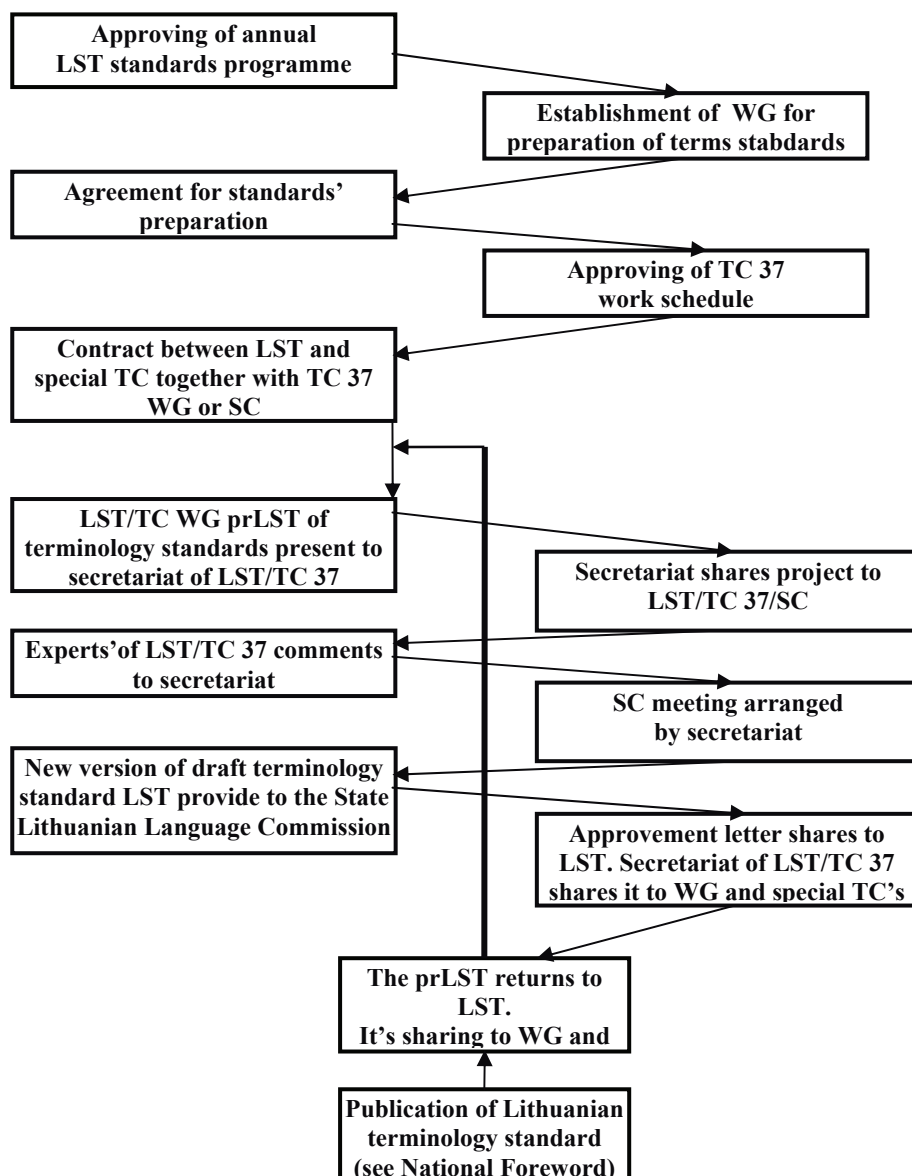 Approving of annual
LST standards programme
Establishment of WG for
preparation of terms stabdards
Agreement for standards'
preparation
Approving of TC 37
work schedule
Contract between LST and
special TC together with TC 37
WG or SC
LST/TC WG prLST of
terminology standards present to
secretariat of LST/TC 37
Secretariat shares project to
LST/TC 37/SC
Experts'of LST/TC 37 comments
to secretariat
SC meeting arranged
by secretariat
New version of draft terminology
standard LST provide to the State
Lithuanian Language Commission
Approvement letter shares to
LST. Secretariat of LST/TC 37
shares it to WG and special TC's
The prLST returns to
LST.
It's sharing to WG and
Publication of Lithuanian
terminology standard
(see National Foreword)